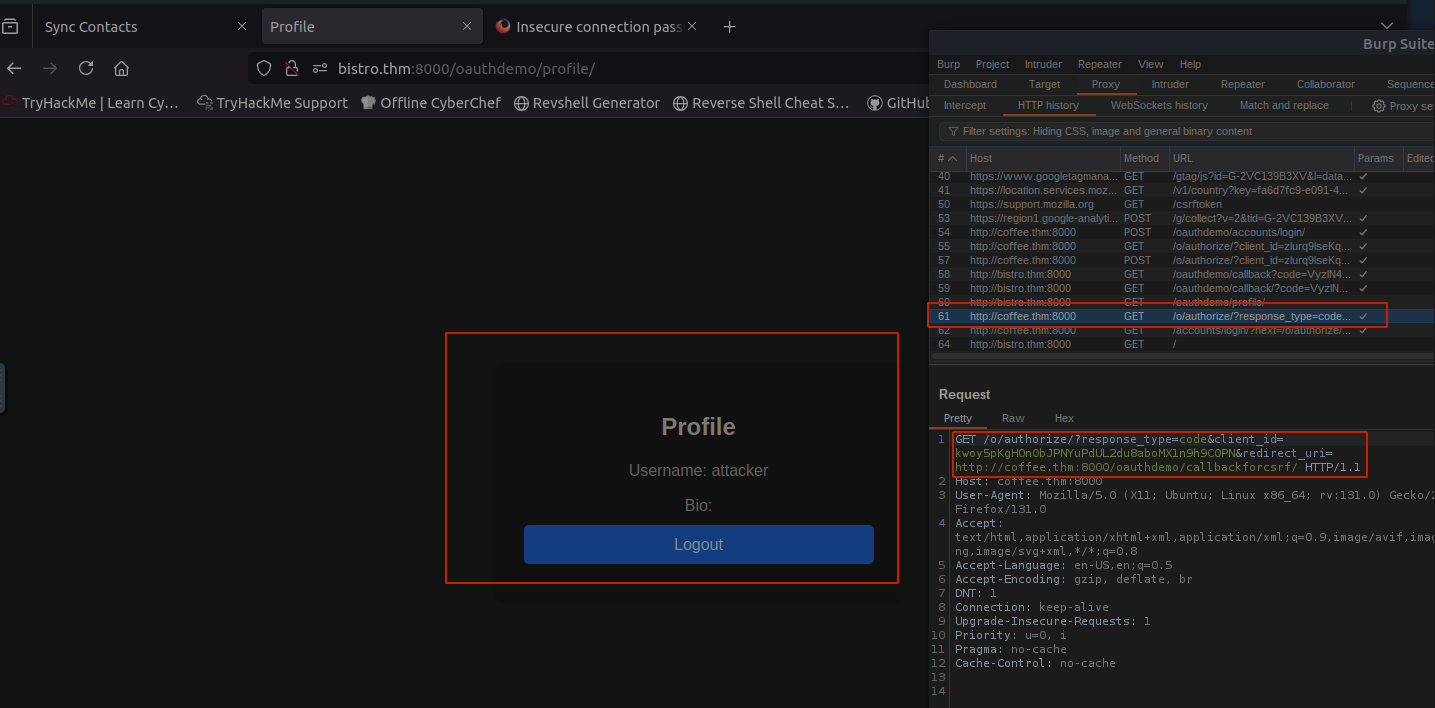 Sync Contacts
Profile
Insecure connection pass
bistro.thm:8000/oauthdemo/profile/
TryHackMe | Learn Cy...
TryHackMe Support
Offline CyberChef
Revshell Generator
Reverse Shell Cheat S...
GitHub
Profile
Username: attacker
Bio:
Logout
Burp Suite
Burp Project Intruder Repeater View Help
Dashboard Target Proxy Intruder Repeater Collaborator Sequence
Intercept HTTP history WebSockets history Match and replace Proxy se
Filter settings: Hiding CSS, image and general binary content
# Host Method URL Params Edited
40 https://www.googletagmana... GET /gtag/js?id=G-2VC139B3XV&l=data... ✓
41 https://location.services.moz... GET /v1/country?key=fa6d7fc9-e091-4... ✓
50 https://support.mozilla.org GET /csrftoken
53 https://region1.google-analyti... POST /g/collect?v=2&tid=G-2VC139B3XV... ✓
54 http://coffee.thm:8000 POST /oauthdemo/accounts/login/ ✓
55 http://coffee.thm:8000 GET /o/authorize/?client_id=zlurq9lseKq... ✓
57 http://coffee.thm:8000 POST /o/authorize/?client_id=zlurq9lseKq... ✓
58 http://bistro.thm:8000 GET /oauthdemo/callback?code=VyzlN4... ✓
59 http://bistro.thm:8000 GET /oauthdemo/callback/?code=VyzlN... ✓
60 http://bistro.thm:8000 GET /oauthdemo/profile/
61 http://coffee.thm:8000 GET /o/authorize/?response_type=code... ✓
62 http://coffee.thm:8000 GET /accounts/login/?next=/o/authorize/... ✓
64 http://bistro.thm:8000 GET /
Request
Pretty Raw Hex
1 GET /o/authorize/?response_type=code&client_id=
kwoy5pKgHOn0bJPNYuPdUL2du8aboMX1n9h9C0PN&redirect_uri=
http://coffee.thm:8000/oauthdemo/callbackforcsrf/ HTTP/1.1
2 Host: coffee.thm:8000
3 User-Agent: Mozilla/5.0 (X11; Ubuntu; Linux x86_64; rv:131.0) Gecko/2
Firefox/131.0
4 Accept:
text/html,application/xhtml+xml,application/xml;q=0.9,image/avif,imag
ng,image/svg+xml,*/*;q=0.8
5 Accept-Language: en-US,en;q=0.5
6 Accept-Encoding: gzip, deflate, br
7 DNT: 1
8 Connection: keep-alive
9 Upgrade-Insecure-Requests: 1
10 Priority: u=0, i
11 Pragma: no-cache
12 Cache-Control: no-cache
13
14